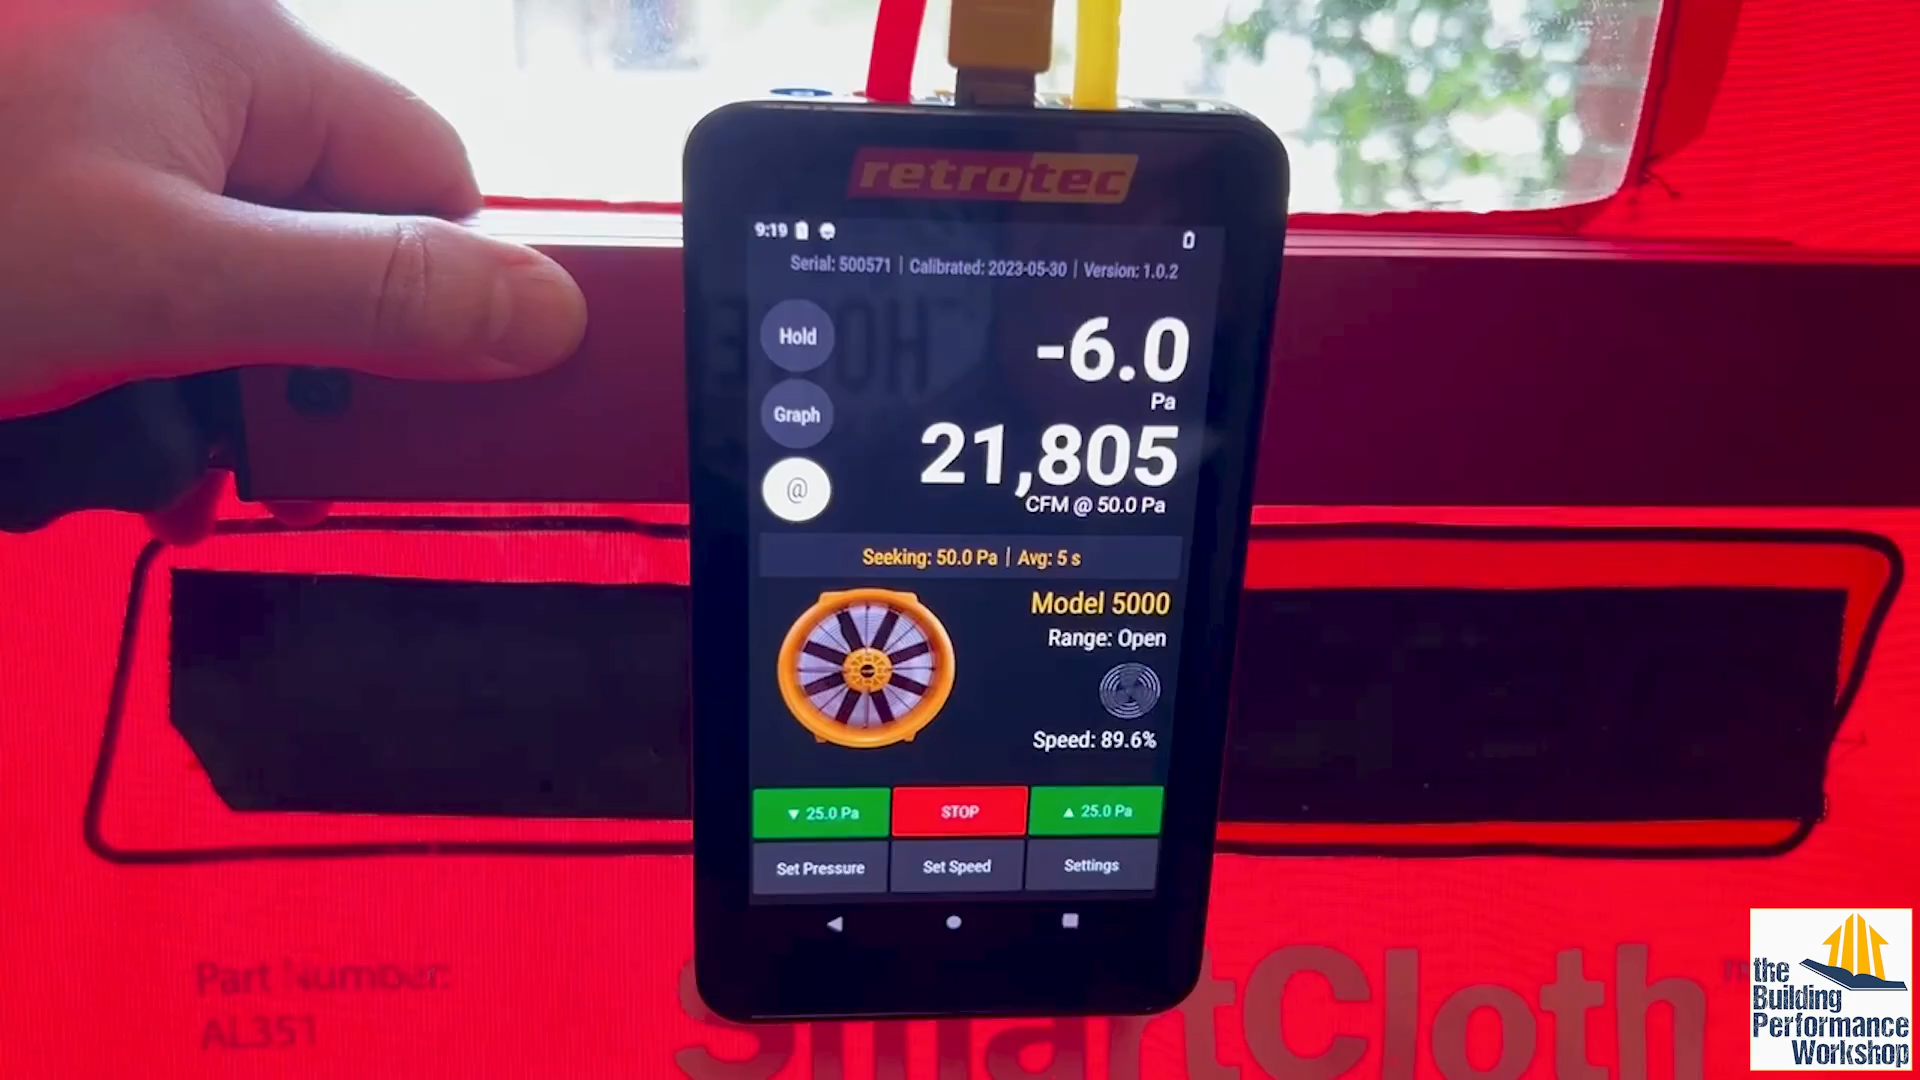 retrotec
9:19
Serial: 500571 | Calibrated: 2023-05-30 | Version: 1.0.2
Hold
-6.0
Pa
Graph
21,805
@
CFM @ 50.0 Pa
Seeking: 50.0 Pa | Avg: 5 s
Model 5000
Range: Open
Speed: 89.6%
▼ 25.0 Pa
STOP
▲ 25.0 Pa
Set Pressure
Set Speed
Settings
Part Number:
AL351
SmartCloth
the
Building
Performance
Workshop